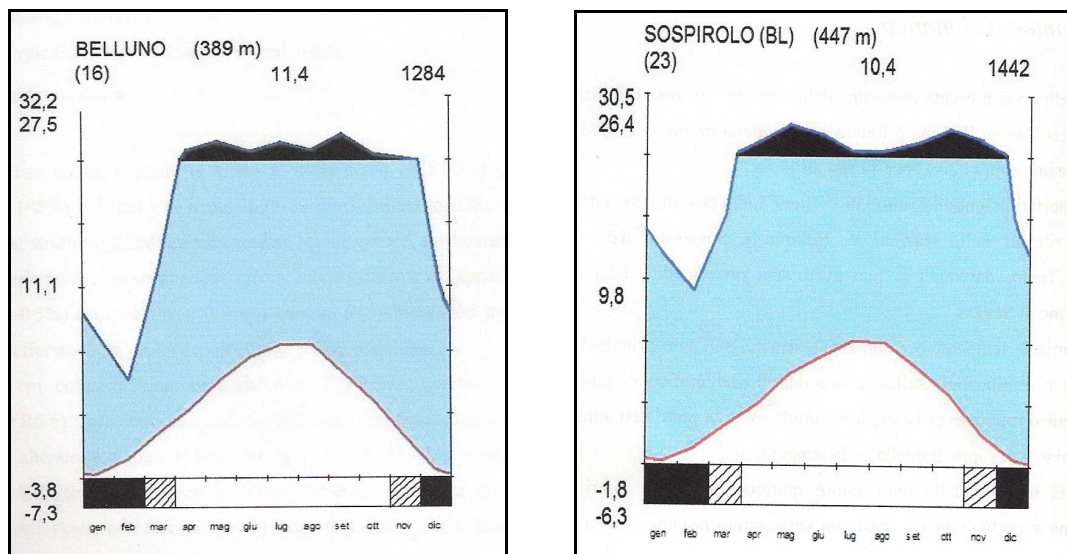 BELLUNO (389 m)
(16) 11,4 1284
32,2
27,5
11,1
-3,8
-7,3
gen feb mar apr mag giu lug ago set ott nov dic
SOSPIROLO (BL) (447 m)
(23) 10,4 1442
30,5
26,4
9,8
-1,8
-6,3
gen feb mar apr mag giu lug ago set ott nov dic